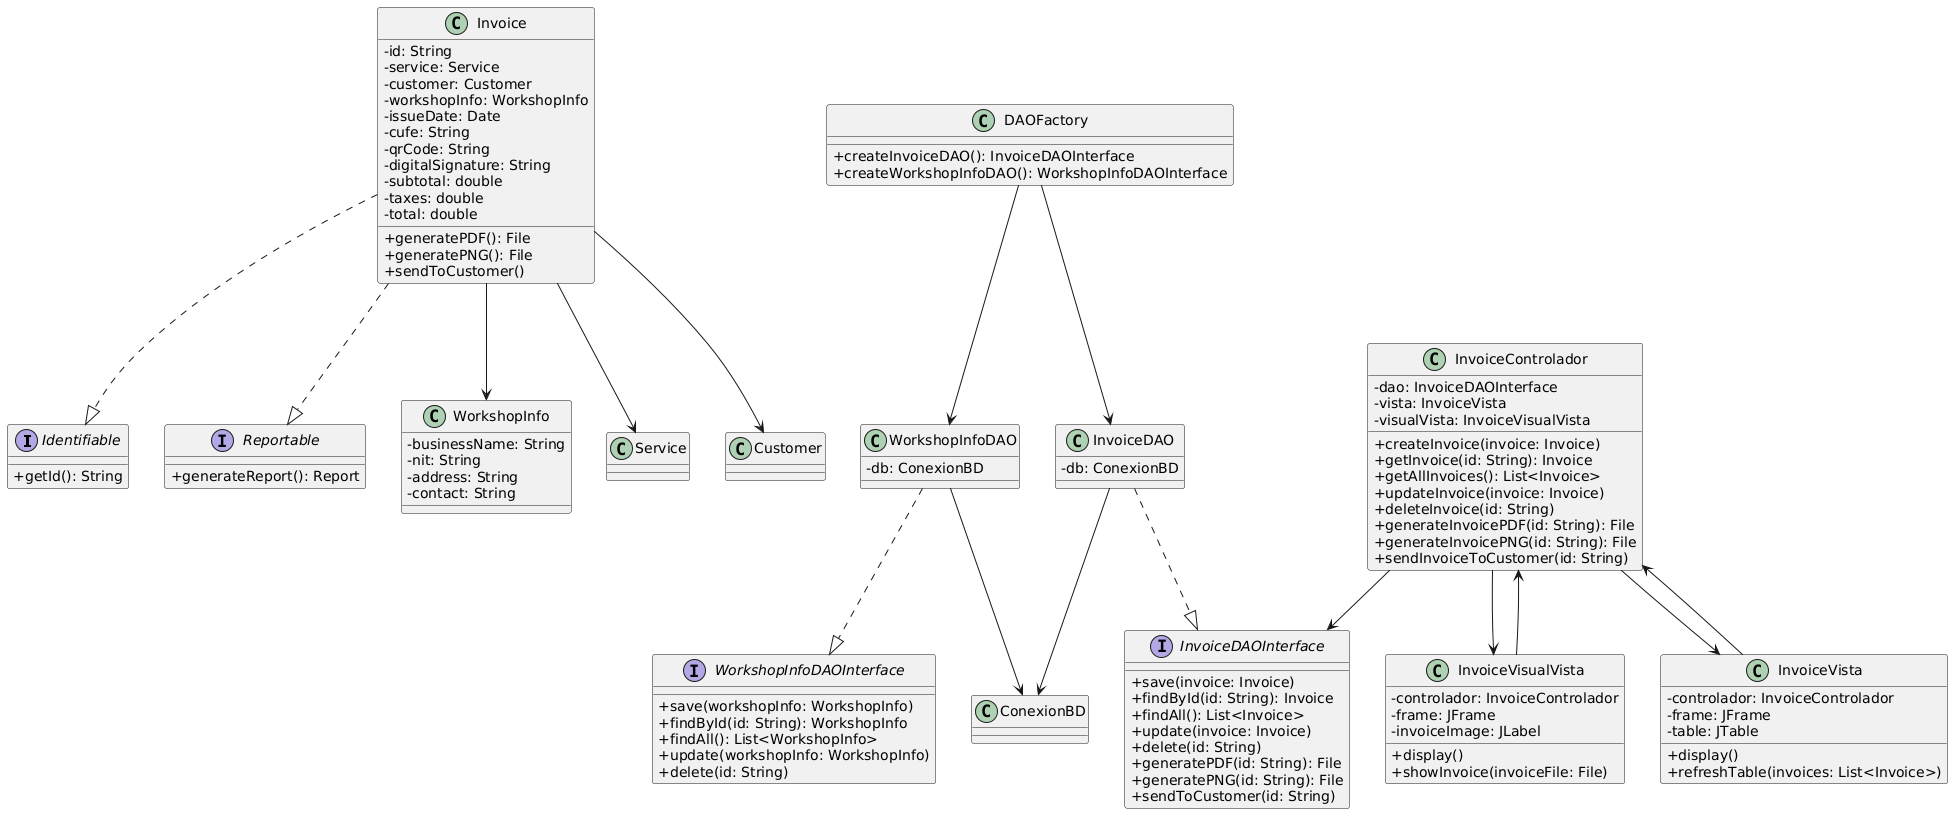 C Invoice
-id: String
-service: Service
-customer: Customer
-workshopInfo: WorkshopInfo
-issueDate: Date
-cufe: String
-qrCode: String
-digitalSignature: String
-subtotal: double
-taxes: double
-total: double
+generatePDF(): File
+generatePNG(): File
+sendToCustomer()
C DAOFactory
+createInvoiceDAO(): InvoiceDAOInterface
+createWorkshopInfoDAO(): WorkshopInfoDAOInterface
I Identifiable
+getId(): String
I Reportable
+generateReport(): Report
C WorkshopInfo
-businessName: String
-nit: String
-address: String
-contact: String
C Service
C Customer
C WorkshopInfoDAO
-db: ConexionBD
C InvoiceDAO
-db: ConexionBD
C InvoiceControlador
-dao: InvoiceDAOInterface
-vista: InvoiceVista
-visualVista: InvoiceVisualVista
+createInvoice(invoice: Invoice)
+getInvoice(id: String): Invoice
+getAllInvoices(): List<Invoice>
+updateInvoice(invoice: Invoice)
+deleteInvoice(id: String)
+generateInvoicePDF(id: String): File
+generateInvoicePNG(id: String): File
+sendInvoiceToCustomer(id: String)
I WorkshopInfoDAOInterface
+save(workshopInfo: WorkshopInfo)
+findById(id: String): WorkshopInfo
+findAll(): List<WorkshopInfo>
+update(workshopInfo: WorkshopInfo)
+delete(id: String)
C ConexionBD
I InvoiceDAOInterface
+save(invoice: Invoice)
+findById(id: String): Invoice
+findAll(): List<Invoice>
+update(invoice: Invoice)
+delete(id: String)
+generatePDF(id: String): File
+generatePNG(id: String): File
+sendToCustomer(id: String)
C InvoiceVisualVista
-controlador: InvoiceControlador
-frame: JFrame
-invoiceImage: JLabel
+display()
+showInvoice(invoiceFile: File)
C InvoiceVista
-controlador: InvoiceControlador
-frame: JFrame
-table: JTable
+display()
+refreshTable(invoices: List<Invoice>)